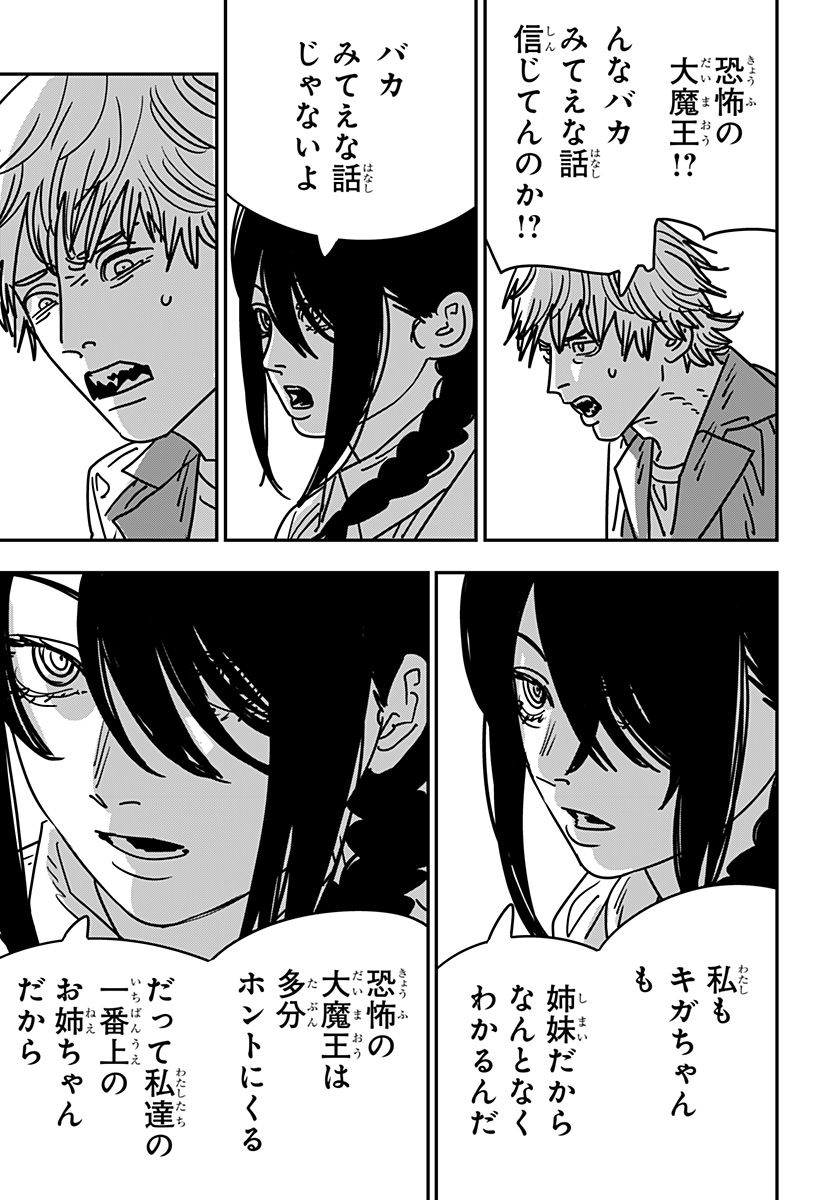 恐怖の
大魔王!?
んなバカ
みてえな話
信じてんのか!?
バカ
みてえな話
じゃないよ
私も
キガちゃん
も
姉妹だから
なんとなく
わかるんだ
恐怖の
大魔王は
多分
ホントにくる
だって私達の
一番上の
お姉ちゃん
だから